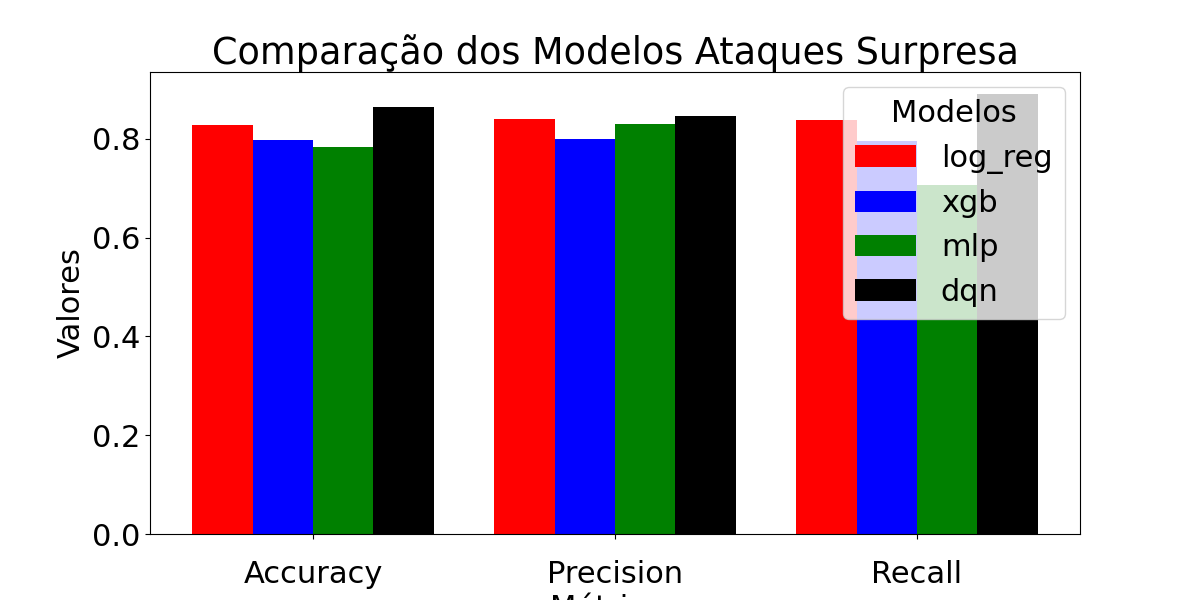 Comparação dos Modelos Ataques Surpresa
Valores
0.8
0.6
0.4
0.2
0.0
Modelos
log_reg
xgb
mlp
dqn
Accuracy
Precision
Recall